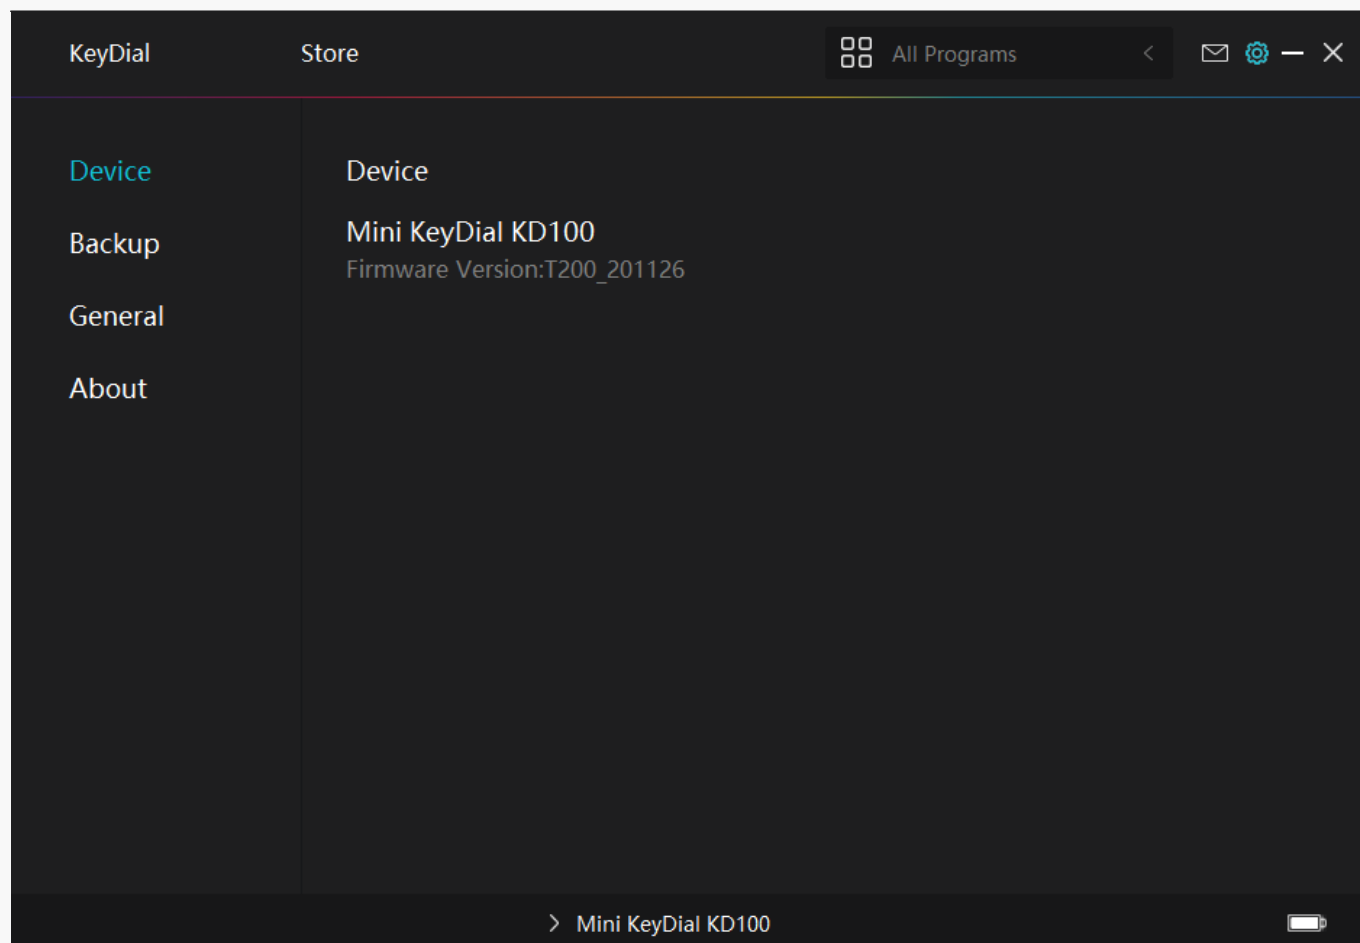 KeyDial Store All Programs
Device
Backup
General
About
Device
Mini KeyDial KD100
Firmware Version:T200_201126
Mini KeyDial KD100